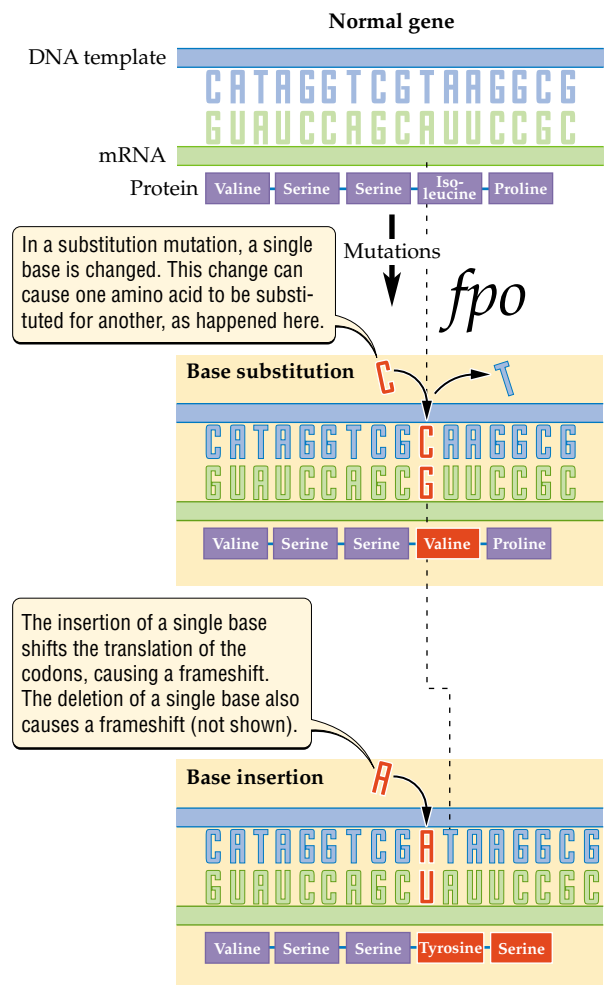 Normal gene
DNA template
CATAGGTCGTAAGGCG
GUAUCCAGCAUUCCGC
mRNA
Protein
Valine Serine Serine Iso-
leucine Proline
In a substitution mutation, a single
base is changed. This change can
cause one amino acid to be substi-
tuted for another, as happened here.
Mutations
fpo
Base substitution
C
T
CATAGGTCGCAAGGCG
GUAUCCAGCGUUCCGC
Valine Serine Serine Valine Proline
The insertion of a single base
shifts the translation of the
codons, causing a frameshift.
The deletion of a single base also
causes a frameshift (not shown).
Base insertion
A
CATAGGTCGATAAGGCG
GUAUCCAGCUAUUCCGC
Valine Serine Serine Tyrosine Serine